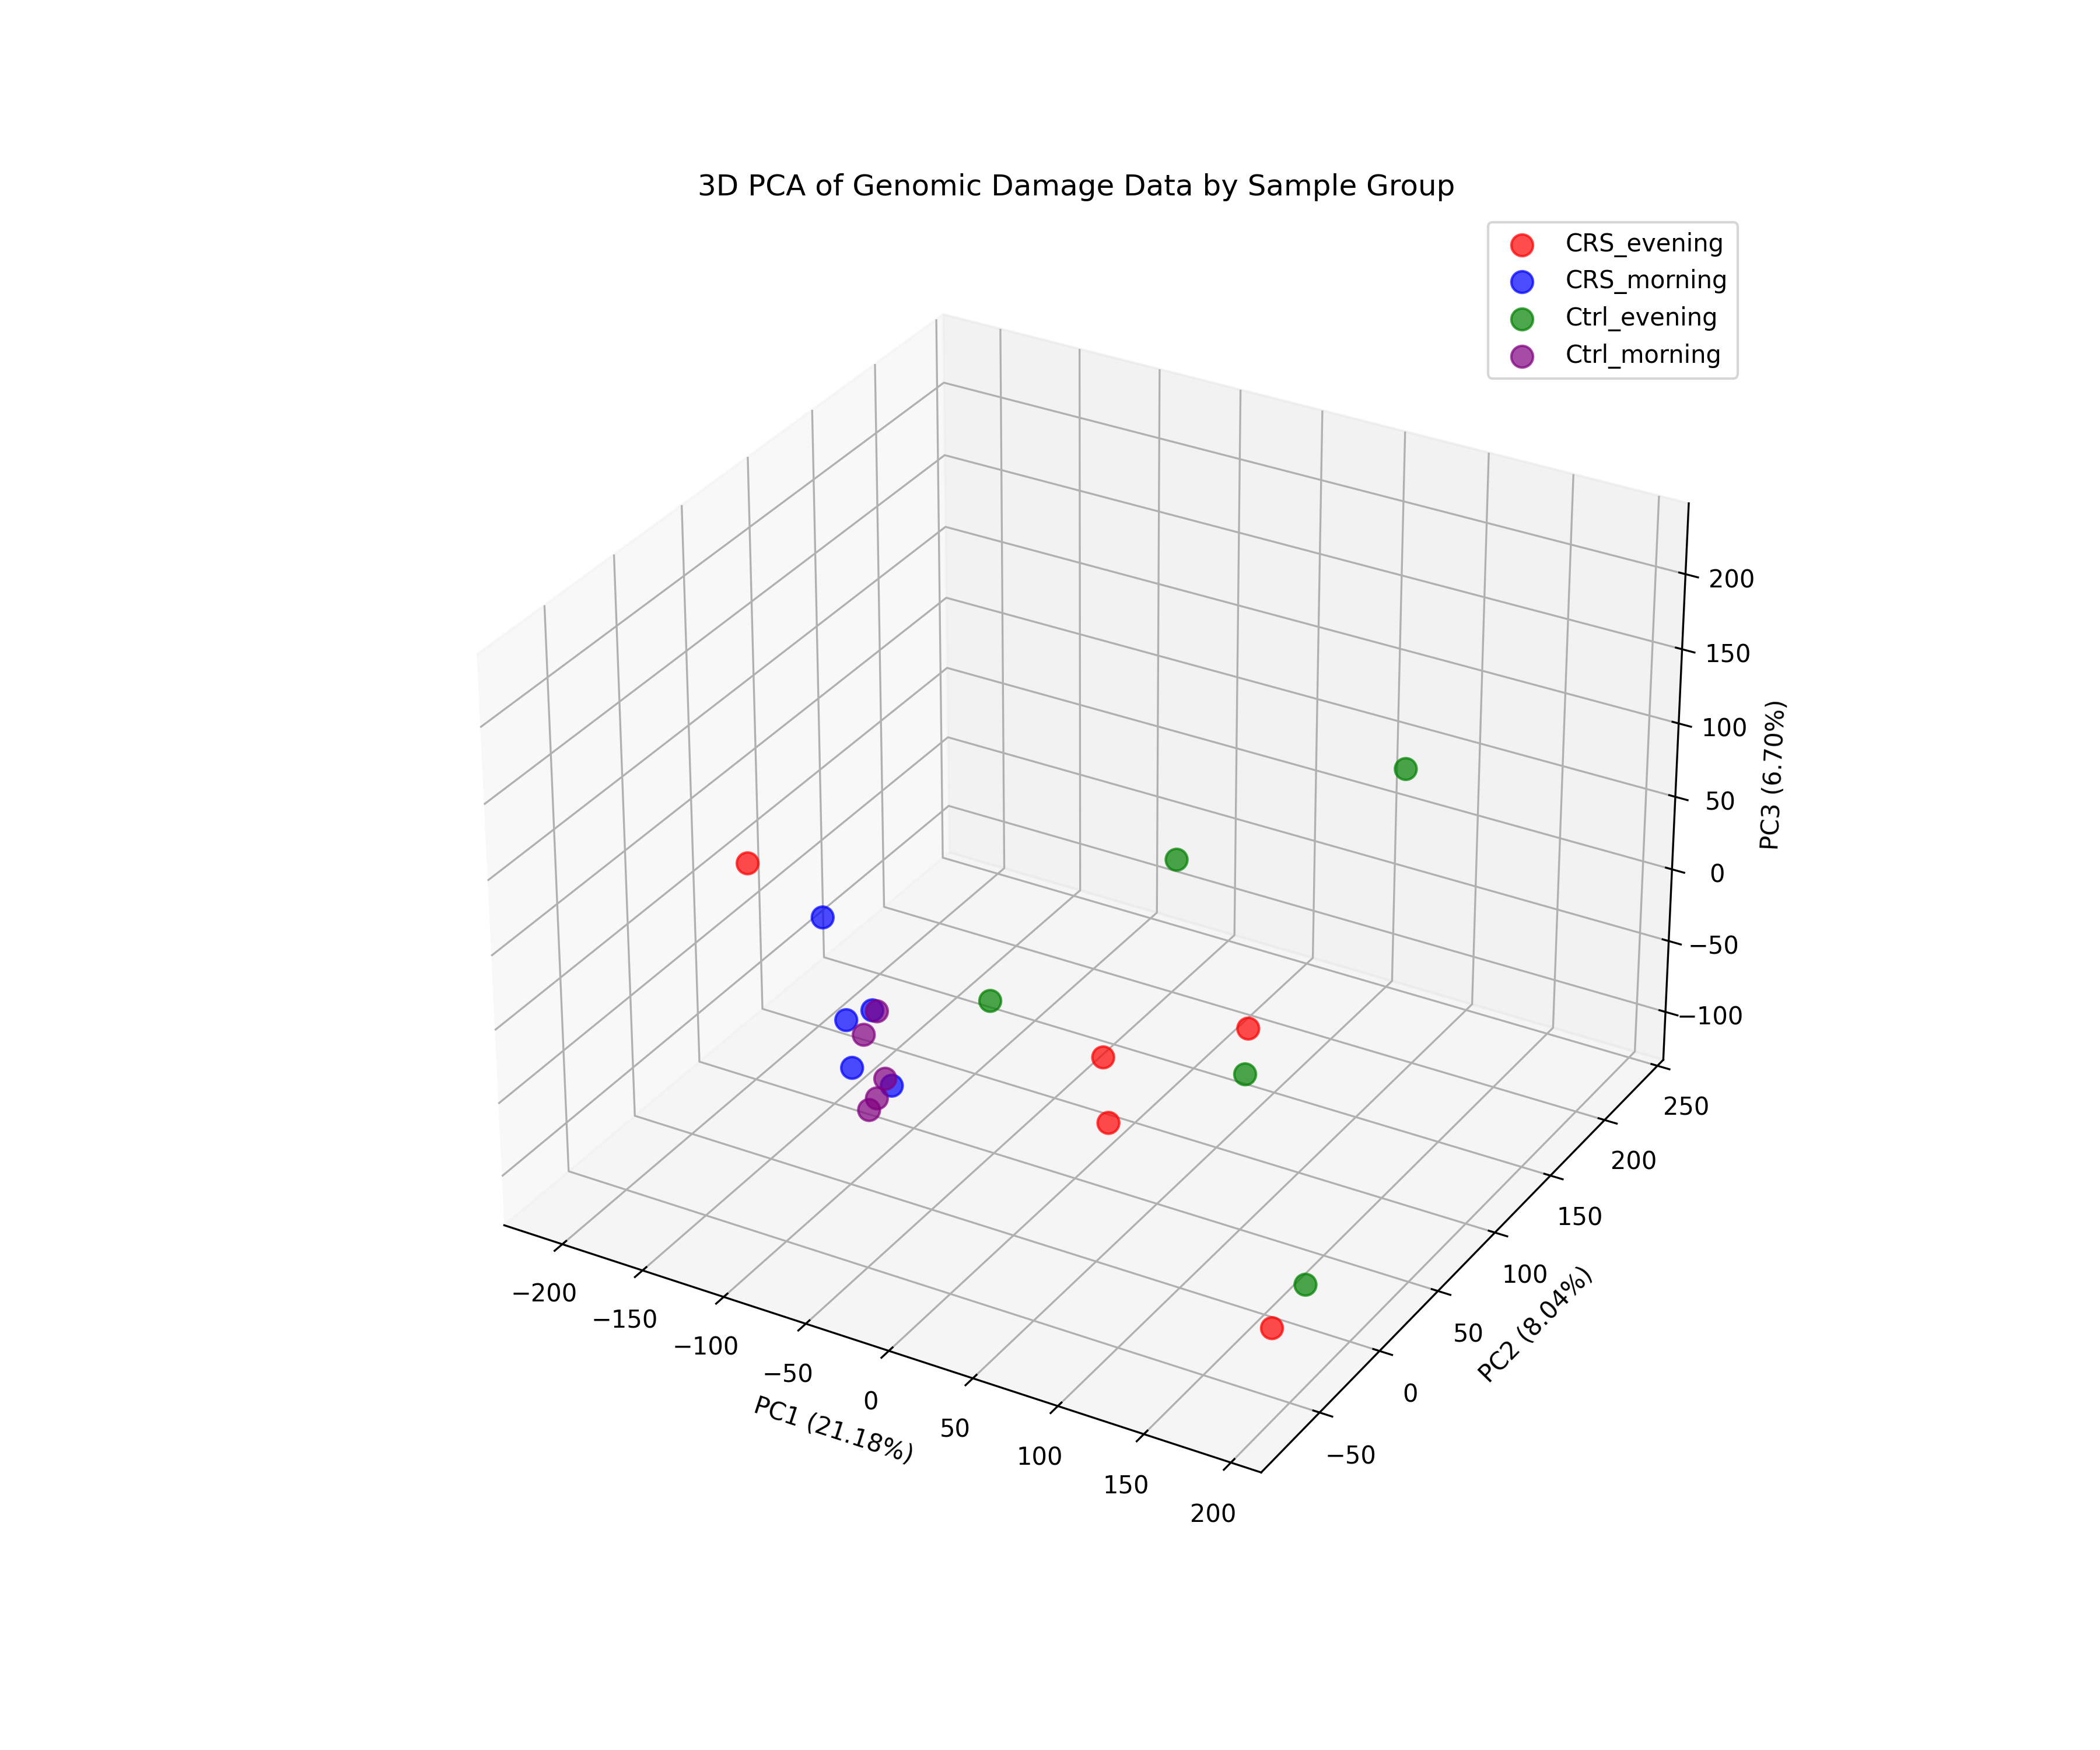 3D PCA of Genomic Damage Data by Sample Group
CRS_evening
CRS_morning
Ctrl_evening
Ctrl_morning
200
150
100
50
0
−50
−100
PC3 (6.70%)
250
200
150
100
50
0
−50
PC2 (8.04%)
−200
−150
−100
−50
0
50
100
150
200
PC1 (21.18%)